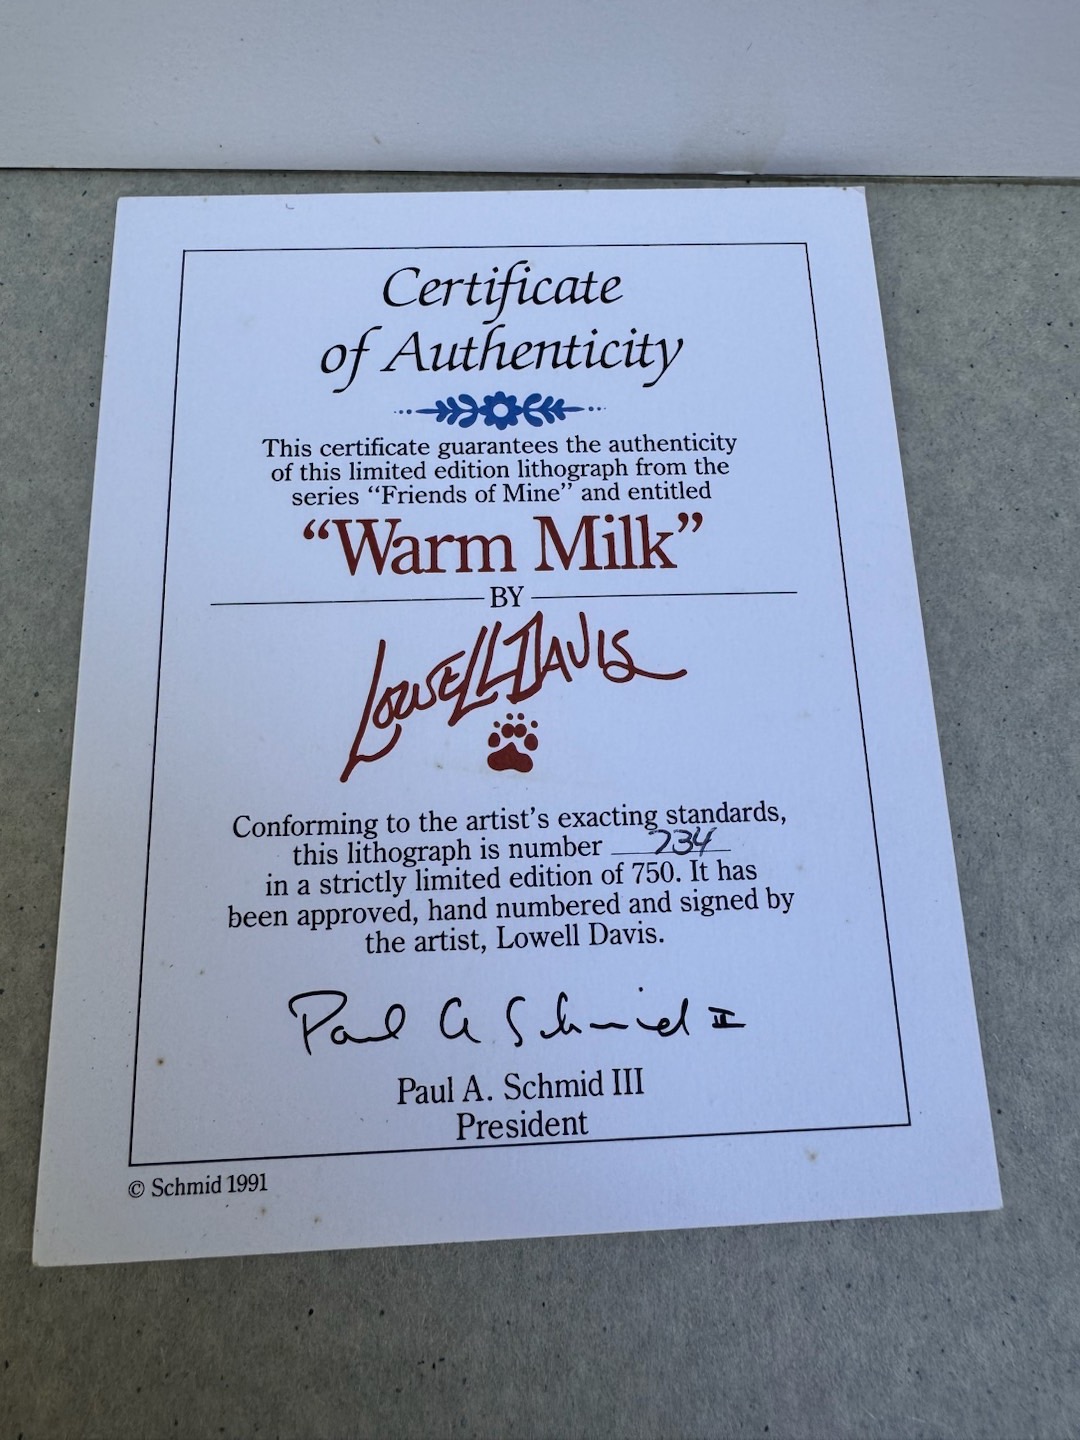 Certificate
of Authenticity
This certificate guarantees the authenticity
of this limited edition lithograph from the
series “Friends of Mine” and entitled
“Warm Milk”
BY
Lowell Davis
Conforming to the artist's exacting standards,
this lithograph is number 734
in a strictly limited edition of 750. It has
been approved, hand numbered and signed by
the artist, Lowell Davis.
Paul A Schmid III
Paul A. Schmid III
President
© Schmid 1991